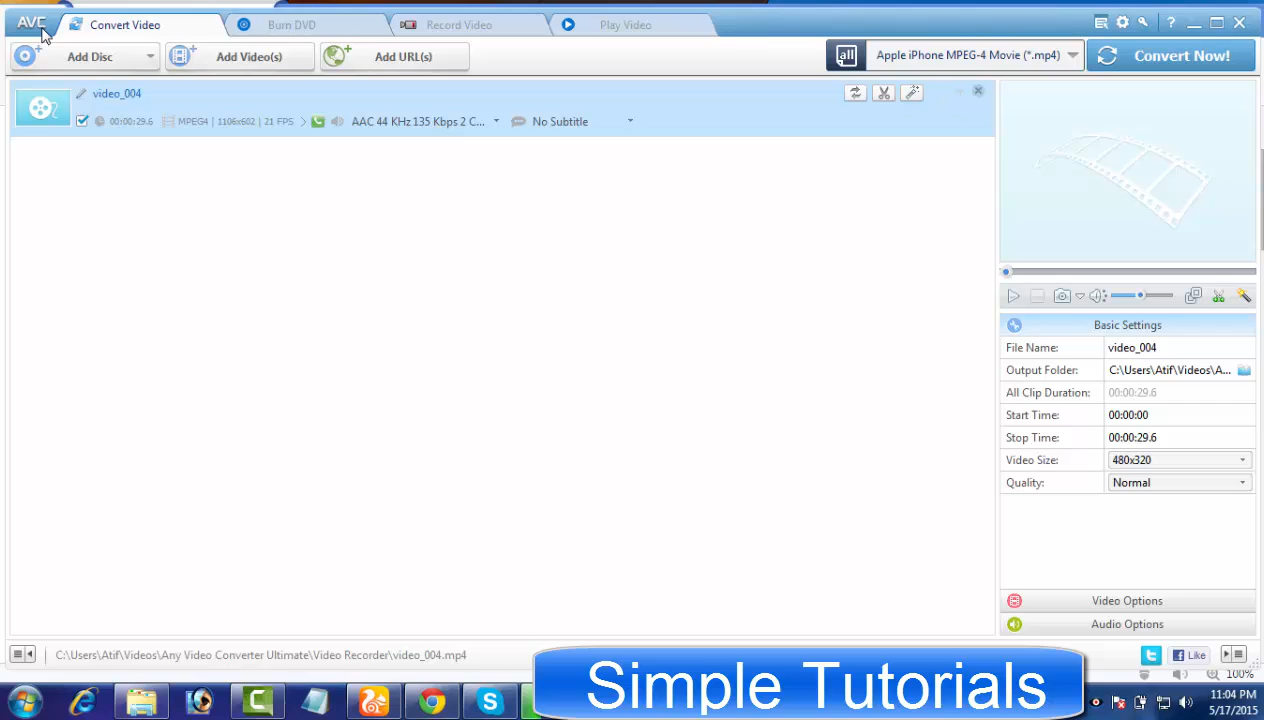 AVC Convert Video Burn DVD Record Video Play Video
Add Disc Add Video(s) Add URL(s) all Apple iPhone MPEG-4 Movie (*.mp4) Convert Now!
video_004
00:00:29.6 MPEG4 | 1106x602 | 21 FPS AAC 44 KHz 135 Kbps 2 C... No Subtitle
Basic Settings
File Name: video_004
Output Folder: C:\Users\Atif\Videos\A...
All Clip Duration: 00:00:29.6
Start Time: 00:00:00
Stop Time: 00:00:29.6
Video Size: 480x320
Quality: Normal
Video Options
Audio Options
C:\Users\Atif\Videos\Any Video Converter Ultimate\Video Recorder\video_004.mp4
Like
100%
Simple Tutorials
11:04 PM
5/17/2015